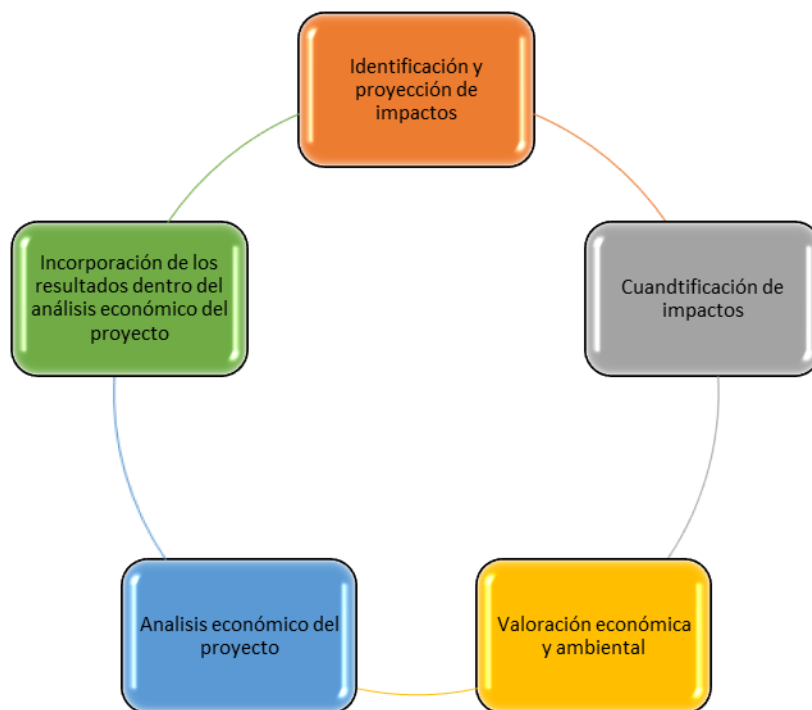 Identificación y
proyección de
impactos
Cuandtificación de
impactos
Valoración económica
y ambiental
Analisis económico del
proyecto
Incorporación de los
resultados dentro del
análisis económico del
proyecto